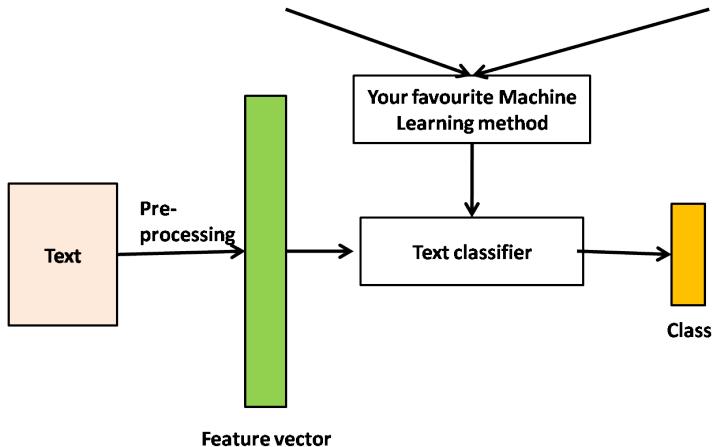 Your favourite Machine
Learning method
Pre-
processing
Text
Text classifier
Class
Feature vector